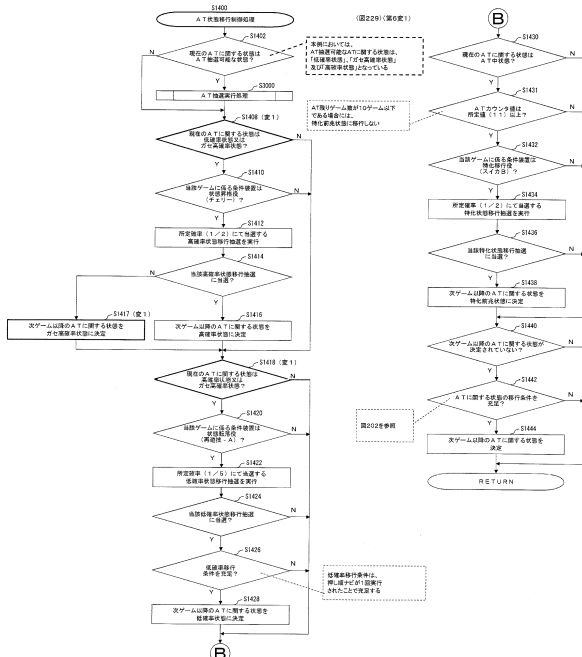 S1400
AT状態移行制御処理
S1402
現在のATに関する状態は
AT抽選可能な状態?
N
Y
S3000
AT抽選実行処理
S1408(変1)
現在のATに関する状態は
低確率状態又は
ガセ高確率状態?
N
Y
S1410
当該ゲームに係る条件装置は
状態昇格役
(チェリー)?
N
Y
S1412
所定確率(1/2)にて当選する
高確率状態移行抽選を実行
S1414
当該高確率状態移行抽選
に当選?
N
Y
S1417(変1)
次ゲーム以降のATに関する状態を
ガセ高確率状態に決定
S1416
次ゲーム以降のATに関する状態を
高確率状態に決定
S1418(変1)
現在のATに関する状態は
高確率状態又は
ガセ高確率状態?
N
Y
S1420
当該ゲームに係る条件装置は
状態転落役
(再遊技-A)?
N
Y
S1422
所定確率(1/5)にて当選する
低確率状態移行抽選を実行
S1424
当該低確率状態移行抽選
に当選?
N
Y
S1426
低確率移行
条件を充足?
N
Y
S1428
次ゲーム以降のATに関する状態を
低確率状態に決定
B
(図229)(第6変1)
本例においては、
AT抽選可能なATに関する状態は、
「低確率状態」、「ガセ高確率状態」
及び「高確率状態」となっている
低確率移行条件は、
押し順ナビが1回実行
されたことで充足する
B
S1430
現在のATに関する状態は
AT中状態?
N
Y
S1431
AT残りゲーム数が10ゲーム以下
である場合には、
特化前兆状態に移行しない
ATカウンタ値は
所定値(11)以上?
N
Y
S1432
当該ゲームに係る条件装置は
特化移行役
(スイカB)?
N
Y
S1434
所定確率(1/2)にて当選する
特化状態移行抽選を実行
S1436
当該特化状態移行抽選
に当選?
N
Y
S1438
次ゲーム以降のATに関する状態を
特化前兆状態に決定
S1440
次ゲーム以降のATに関する状態が
決定されていない?
N
Y
S1442
ATに関する状態の移行条件を
充足?
N
Y
図202を参照
S1444
次ゲーム以降のATに関する状態を
決定
RETURN